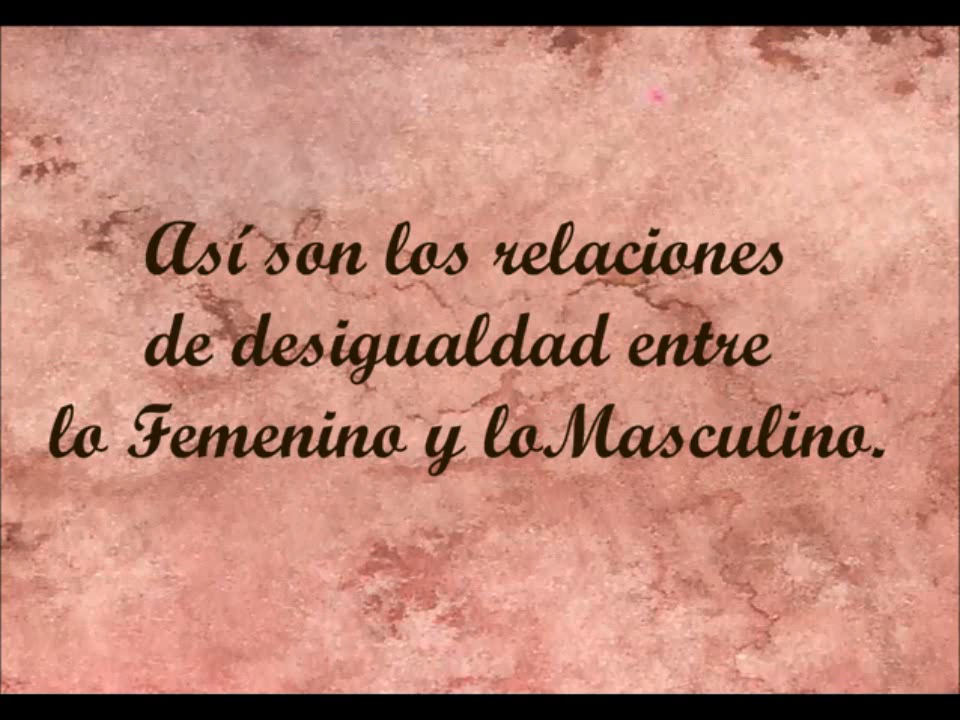 Así son los relaciones
de desigualdad entre
lo Femenino y loMasculino.